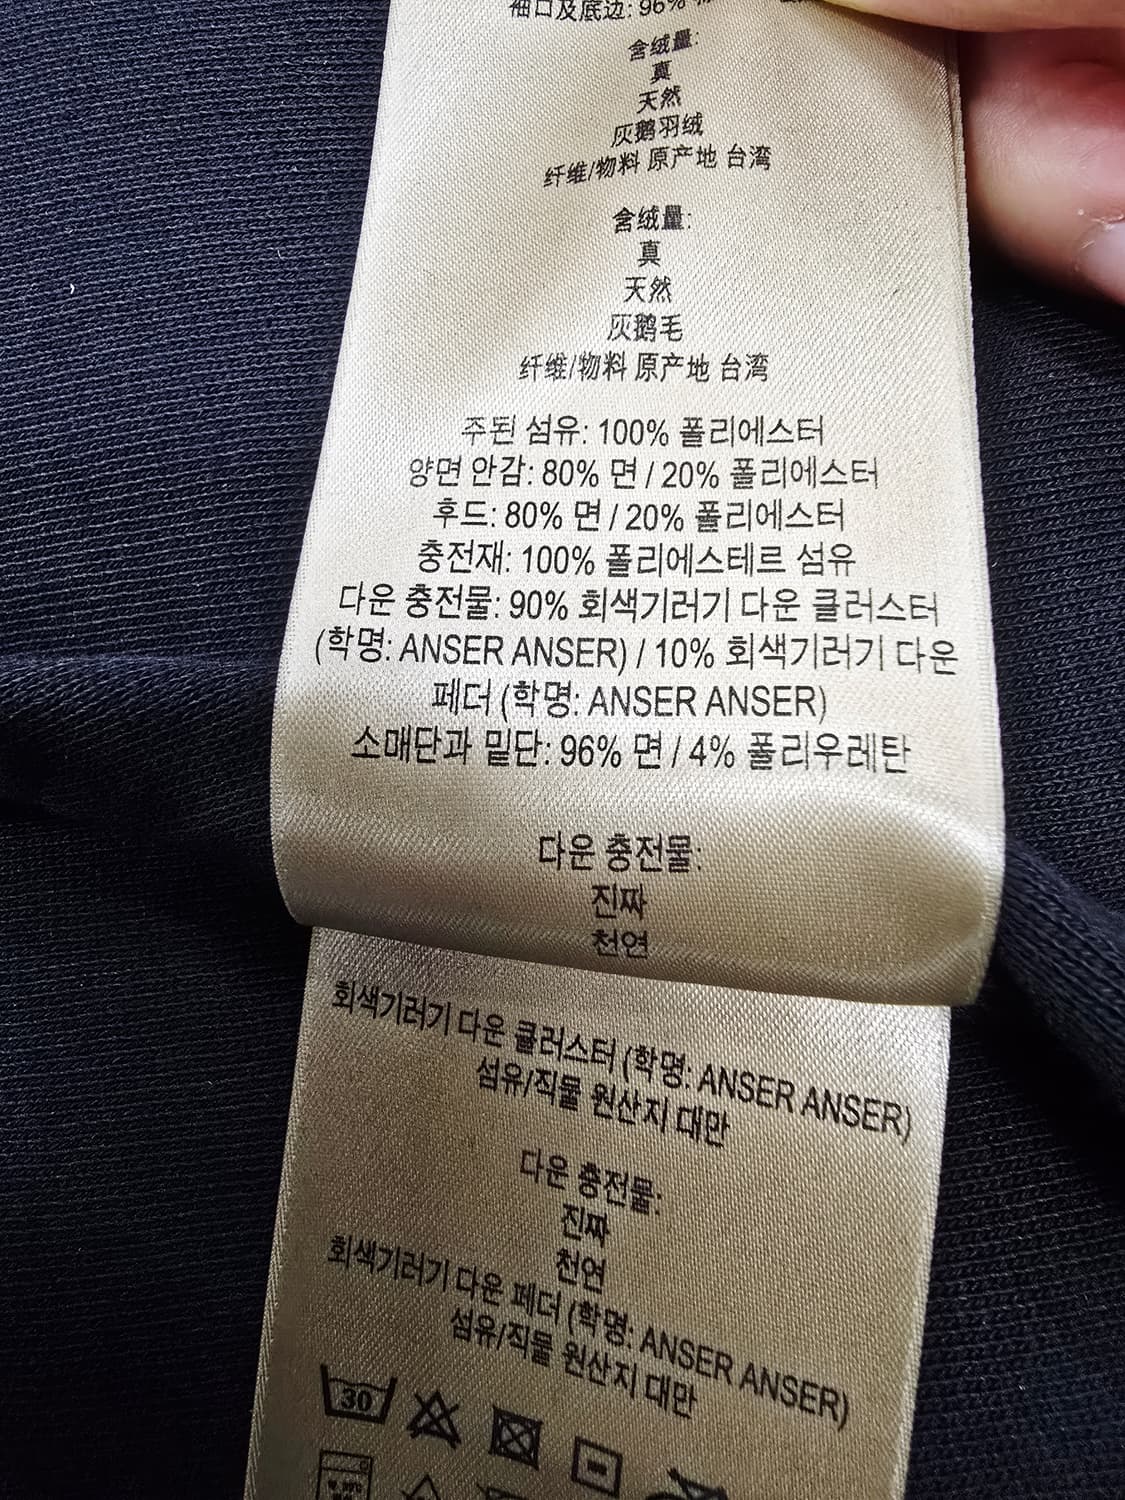 袖口及底边: 96%
含绒量:
真
天然
灰鹅羽绒
纤维/物料 原产地 台湾
含绒量:
真
天然
灰鹅毛
纤维/物料 原产地 台湾
주된 섬유: 100% 폴리에스터
양면 안감: 80% 면 / 20% 폴리에스터
후드: 80% 면 / 20% 폴리에스터
충전재: 100% 폴리에스테르 섬유
다운 충전물: 90% 회색기러기 다운 클러스터
(학명: ANSER ANSER) / 10% 회색기러기 다운
페더 (학명: ANSER ANSER)
소매단과 밑단: 96% 면 / 4% 폴리우레탄
다운 충전물:
진짜
천연
회색기러기 다운 클러스터 (학명: ANSER ANSER)
섬유/직물 원산지 대만
다운 충전물:
진짜
천연
회색기러기 다운 페더 (학명: ANSER ANSER)
섬유/직물 원산지 대만
30